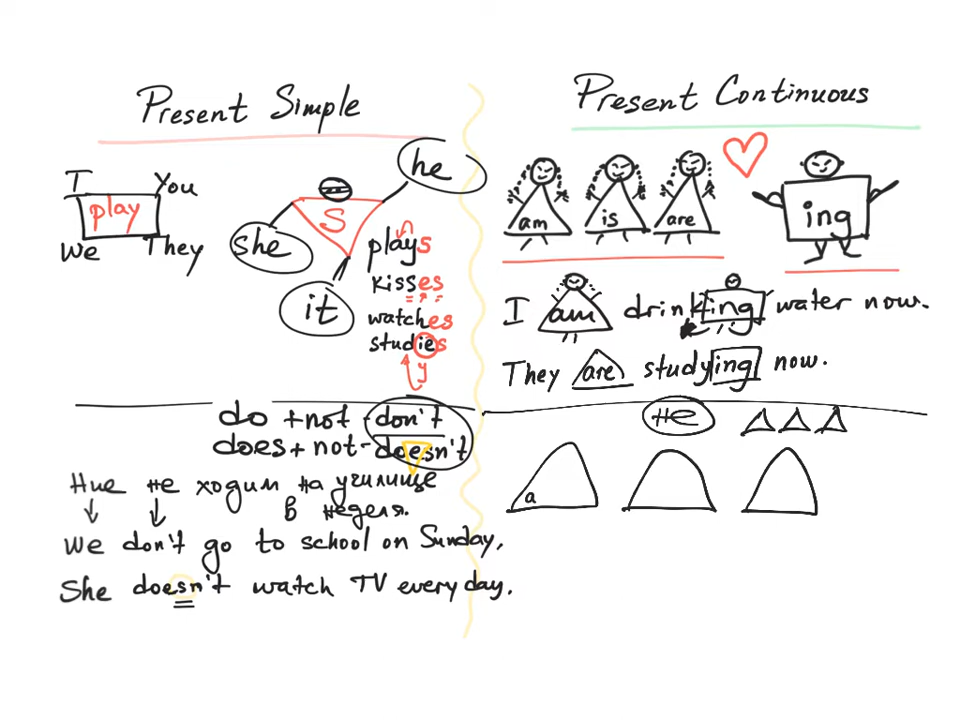 Present Simple
I You
play
We They
he
S
she
it
plays
kisses
watches
studies
y
do + not - don't
does + not - doesn't
Ние не ходим на училище
в неделя.
We don't go to school on Sunday,
She doesn't watch TV every day.
Present Continuous
am is are ing
I am drinking water now.
They are studying now.
не
a